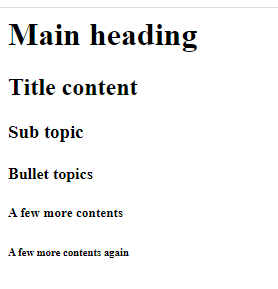 Main heading
Title content
Sub topic
Bullet topics
A few more contents
A few more contents again